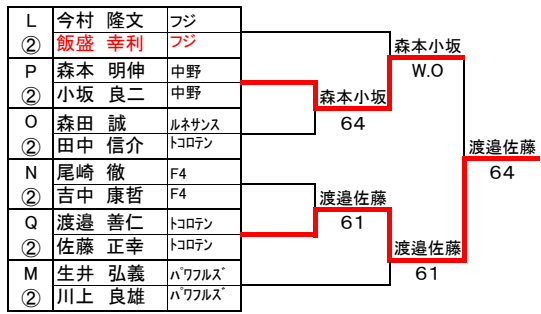 L 今村 隆文 フジ
② 飯盛 幸利 フジ
森本小坂
P 森本 明伸 中野
W.O
② 小坂 良二 中野
森本小坂
O 森田 誠 ﾙﾈｻﾝｽ
64
② 田中 信介 ﾄｺﾛﾃﾝ
渡邉佐藤
N 尾崎 徹 F4
64
② 吉中 康哲 F4
渡邉佐藤
Q 渡邉 善仁 ﾄｺﾛﾃﾝ
61
② 佐藤 正幸 ﾄｺﾛﾃﾝ
渡邉佐藤
M 生井 弘義 ﾊﾟﾜﾌﾙｽﾞ
61
② 川上 良雄 ﾊﾟﾜﾌﾙｽﾞ